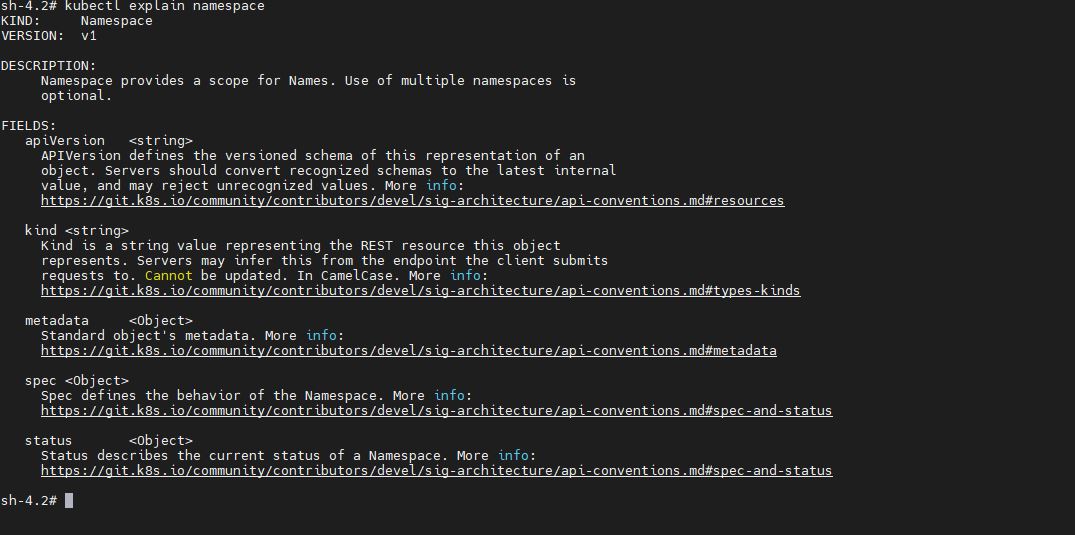 sh-4.2# kubectl explain namespace
KIND:     Namespace
VERSION:  v1

DESCRIPTION:
     Namespace provides a scope for Names. Use of multiple namespaces is
     optional.

FIELDS:
   apiVersion   <string>
     APIVersion defines the versioned schema of this representation of an
     object. Servers should convert recognized schemas to the latest internal
     value, and may reject unrecognized values. More info:
     https://git.k8s.io/community/contributors/devel/sig-architecture/api-conventions.md#resources

   kind <string>
     Kind is a string value representing the REST resource this object
     represents. Servers may infer this from the endpoint the client submits
     requests to. Cannot be updated. In CamelCase. More info:
     https://git.k8s.io/community/contributors/devel/sig-architecture/api-conventions.md#types-kinds

   metadata     <Object>
     Standard object's metadata. More info:
     https://git.k8s.io/community/contributors/devel/sig-architecture/api-conventions.md#metadata

   spec <Object>
     Spec defines the behavior of the Namespace. More info:
     https://git.k8s.io/community/contributors/devel/sig-architecture/api-conventions.md#spec-and-status

   status       <Object>
     Status describes the current status of a Namespace. More info:
     https://git.k8s.io/community/contributors/devel/sig-architecture/api-conventions.md#spec-and-status

sh-4.2#